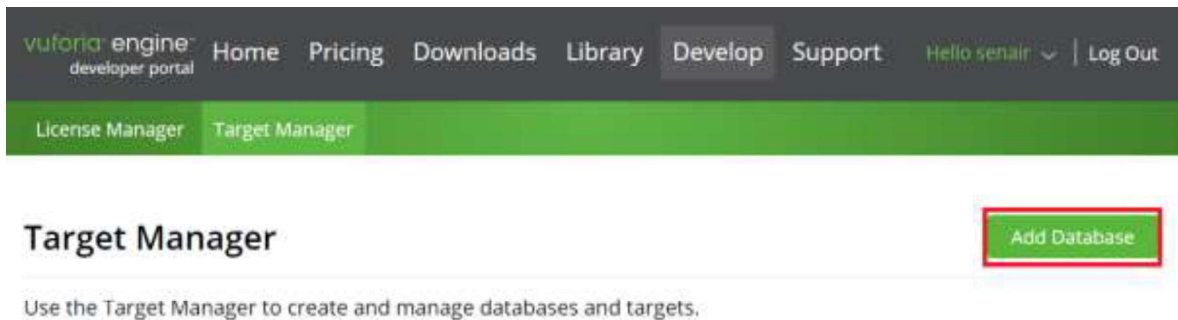 vuforia engine Home Pricing Downloads Library Develop Support Hello senair | Log Out
developer portal
License Manager Target Manager
Target Manager Add Database
Use the Target Manager to create and manage databases and targets.